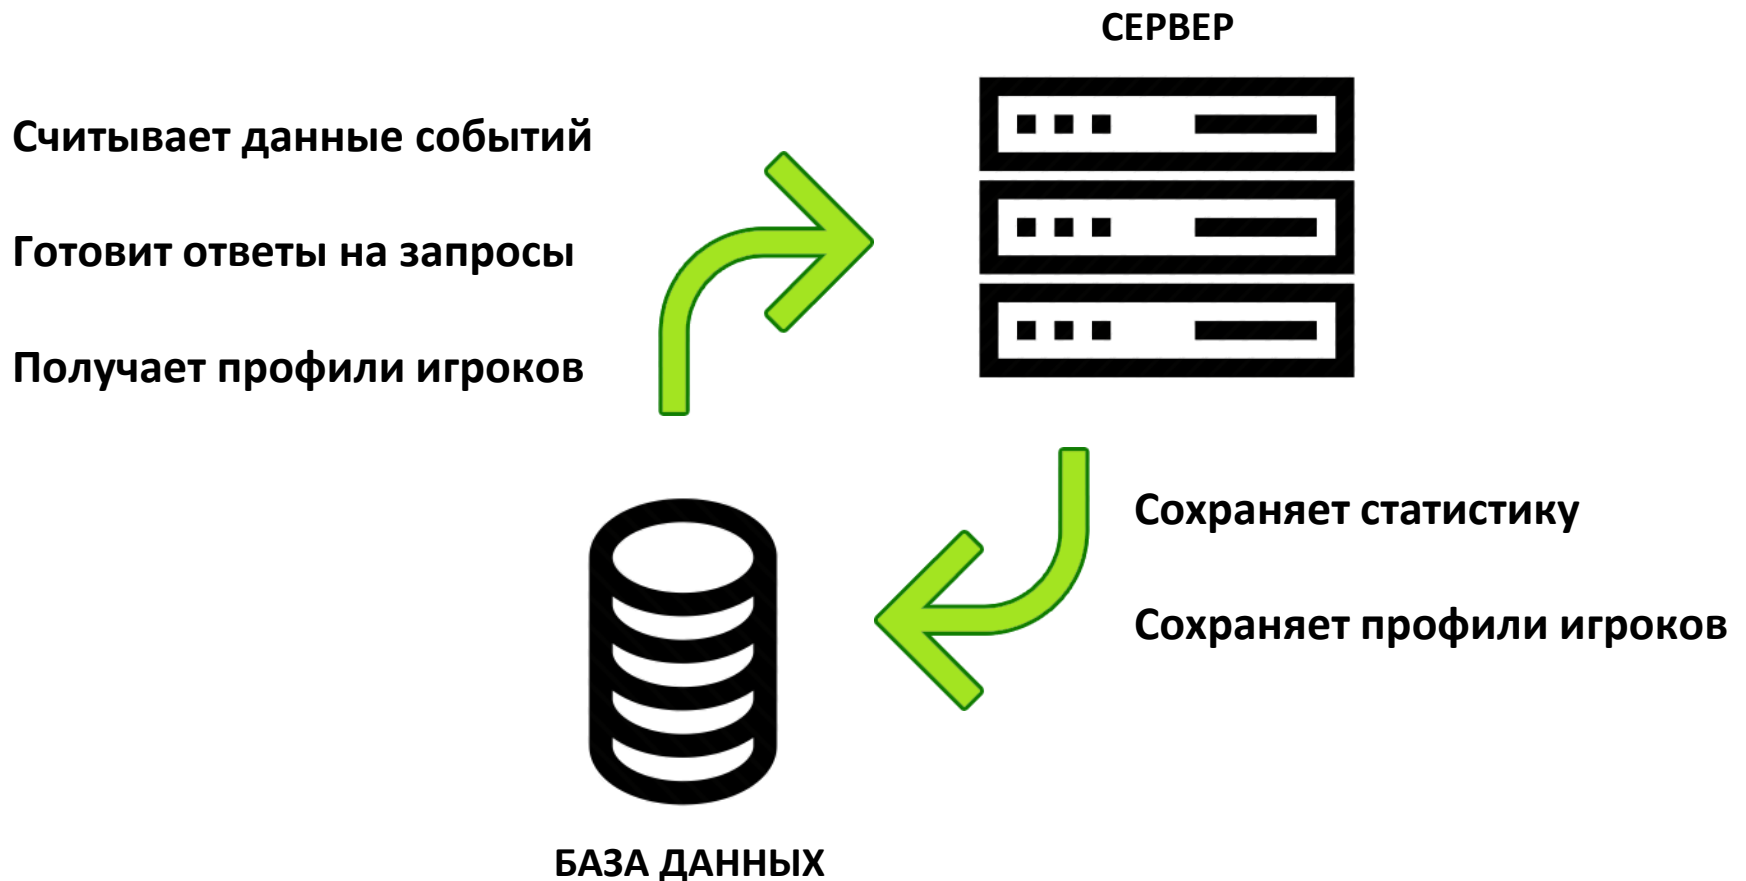 СЕРВЕР
Считывает данные событий
Готовит ответы на запросы
Получает профили игроков
Сохраняет статистику
Сохраняет профили игроков
БАЗА ДАННЫХ